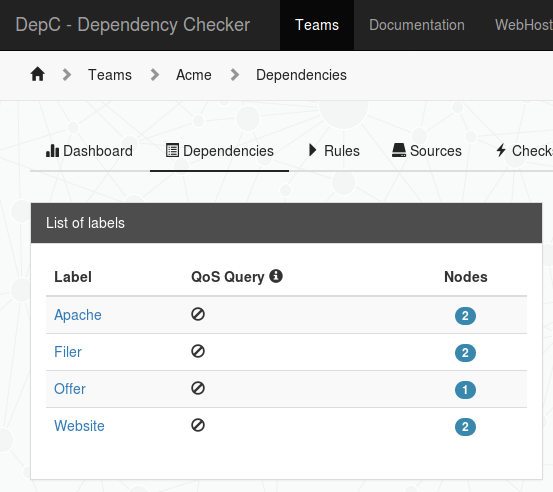 DepC - Dependency Checker Teams Documentation WebHost
Teams Acme Dependencies
Dashboard Dependencies Rules Sources Checks
List of labels
Label QoS Query Nodes
Apache 2
Filer 2
Offer 1
Website 2